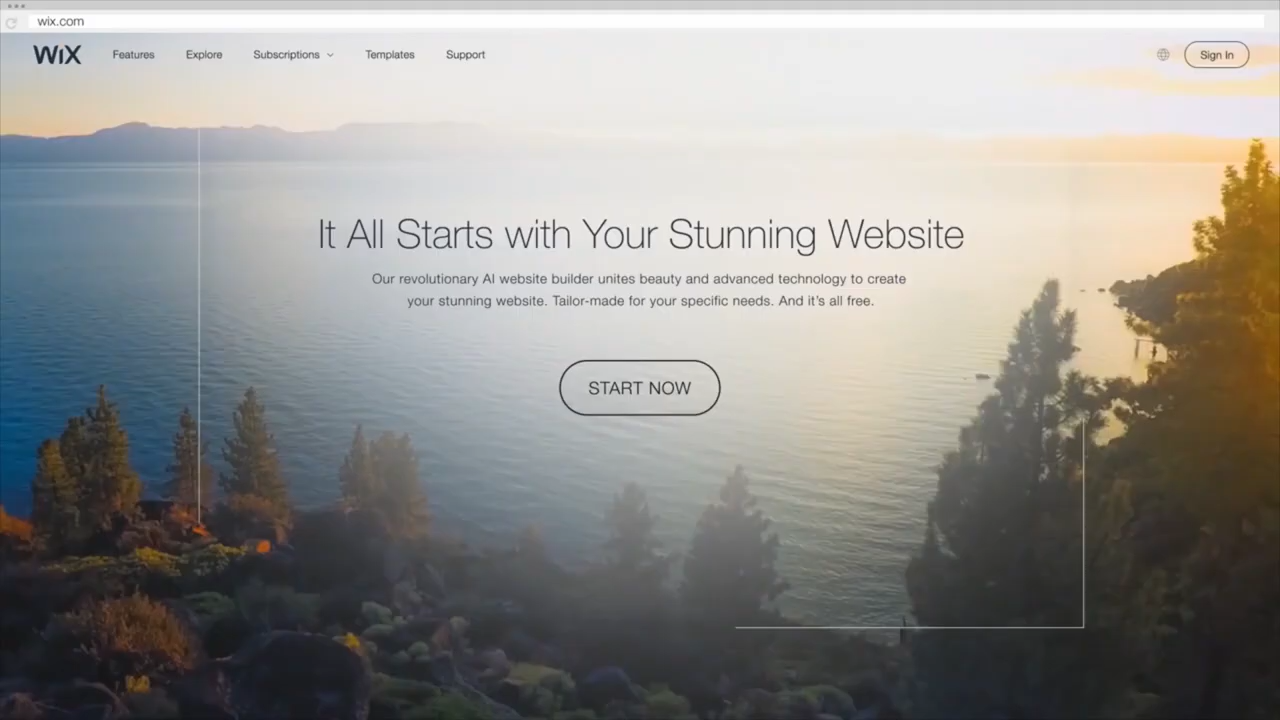 wix.com
WiX
Features
Explore
Subscriptions
Templates
Support
Sign In
It All Starts with Your Stunning Website
Our revolutionary AI website builder unites beauty and advanced technology to create
your stunning website. Tailor-made for your specific needs. And it's all free.
START NOW